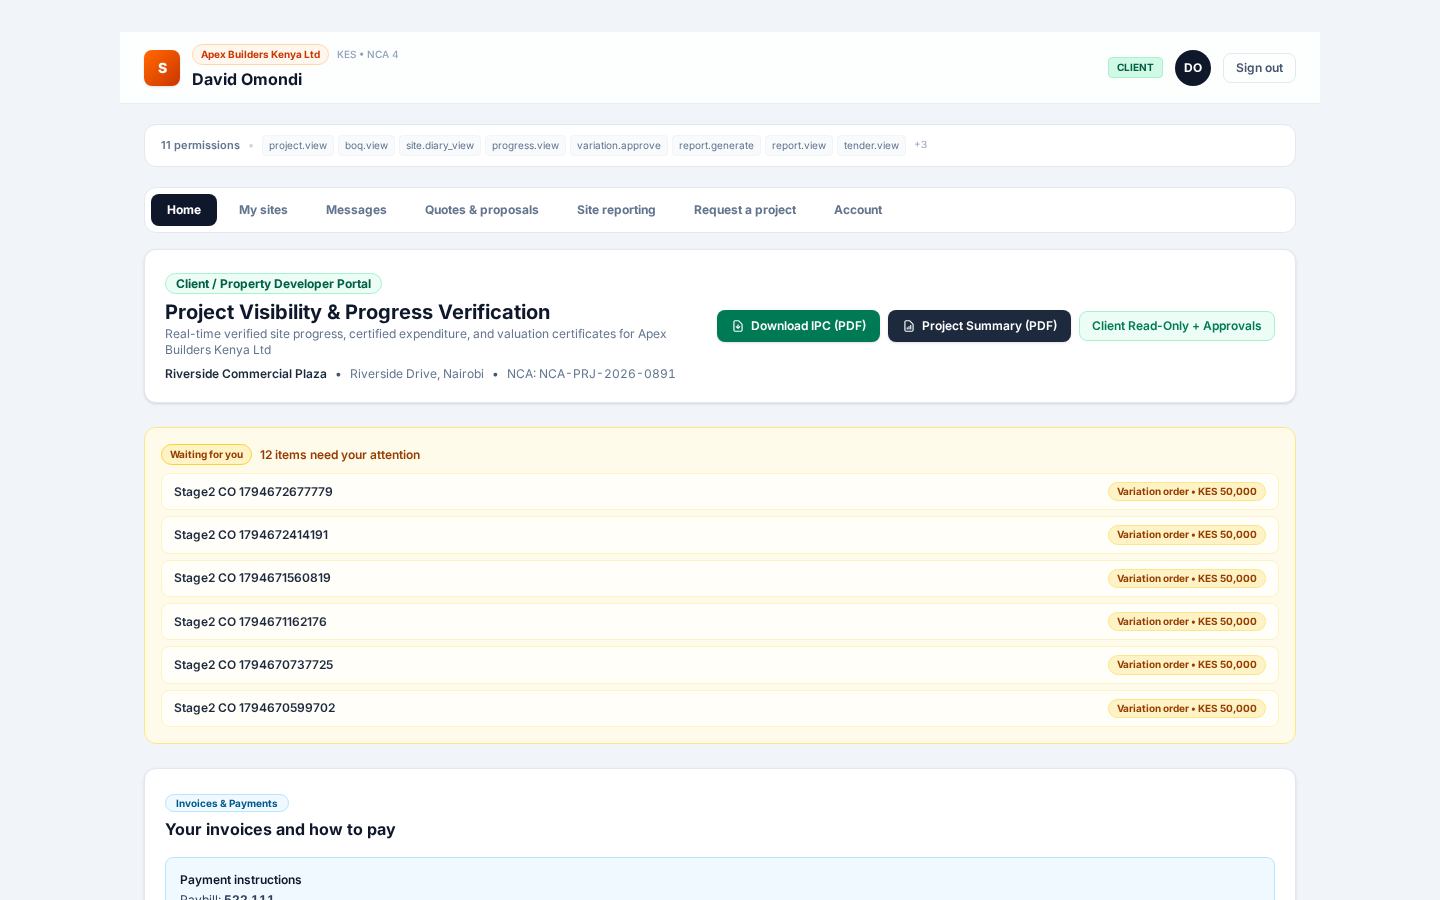 S
Apex Builders Kenya Ltd KES • NCA 4
David Omondi
CLIENT
DO
Sign out
11 permissions • project.view boq.view site.diary_view progress.view variation.approve report.generate report.view tender.view +3
Home My sites Messages Quotes & proposals Site reporting Request a project Account
Client / Property Developer Portal
Project Visibility & Progress Verification
Real-time verified site progress, certified expenditure, and valuation certificates for Apex
Builders Kenya Ltd
Riverside Commercial Plaza • Riverside Drive, Nairobi • NCA: NCA-PRJ-2026-0891
Download IPC (PDF) Project Summary (PDF) Client Read-Only + Approvals
Waiting for you 12 items need your attention
Stage2 CO 1794672677779 Variation order • KES 50,000
Stage2 CO 1794672414191 Variation order • KES 50,000
Stage2 CO 1794671560819 Variation order • KES 50,000
Stage2 CO 1794671162176 Variation order • KES 50,000
Stage2 CO 1794670737725 Variation order • KES 50,000
Stage2 CO 1794670599702 Variation order • KES 50,000
Invoices & Payments
Your invoices and how to pay
Payment instructions
Paybill: 522 111